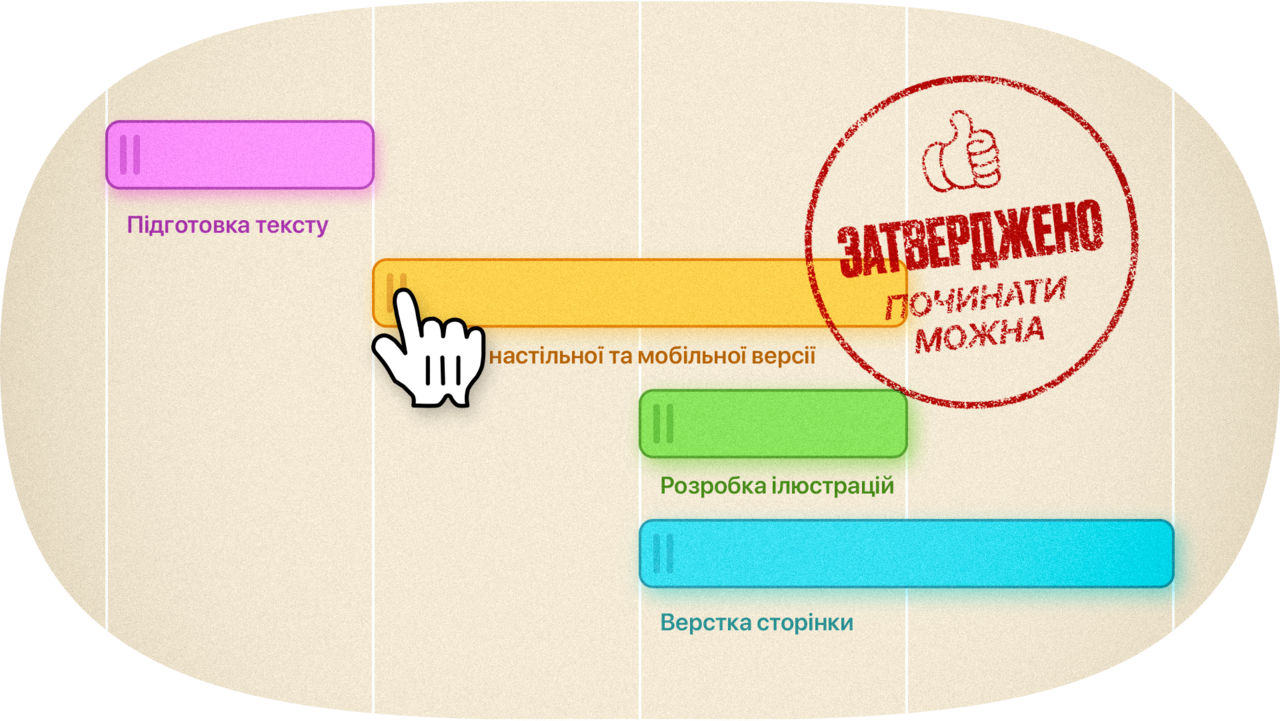 Підготовка тексту
ЗАТВЕРДЖЕНО
ПОЧИНАТИ
МОЖНА
настільної та мобільної версії
Розробка ілюстрацій
Верстка сторінки